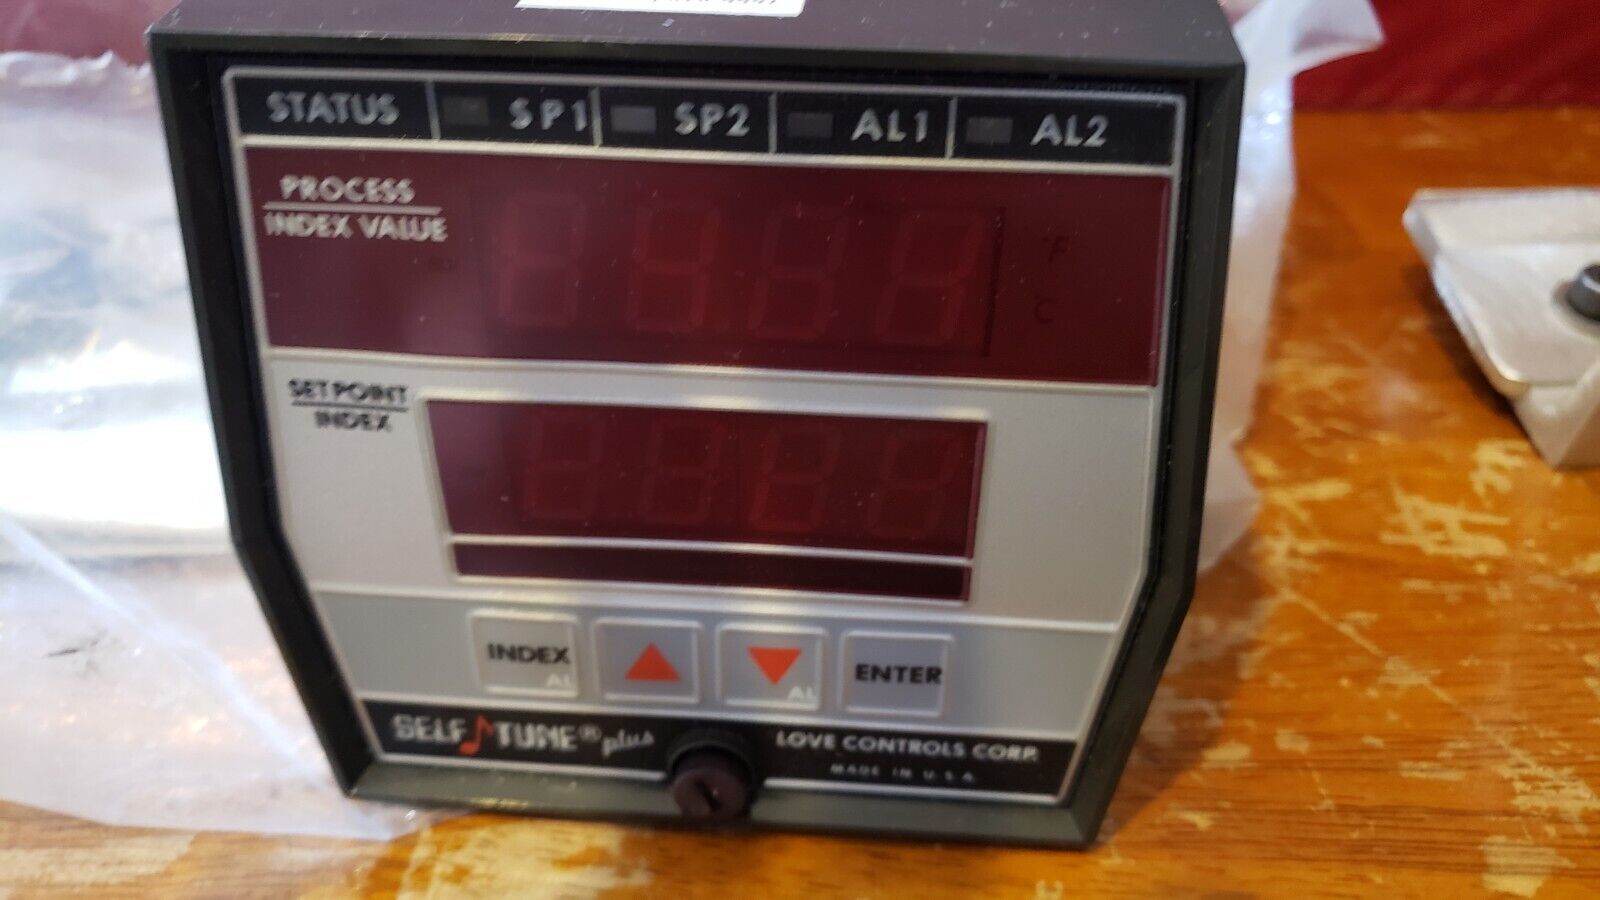 STATUS SP1 SP2 AL1 AL2
PROCESS
INDEX VALUE
°F
°C
SET POINT
INDEX
INDEX ENTER
AL AL
SELF TUNE® plus LOVE CONTROLS CORP.
MADE IN U.S.A.